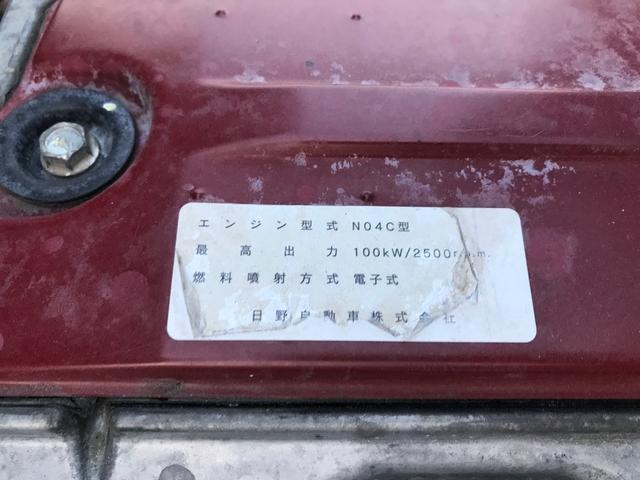 エンジン型式 N04C型
最高出力 100kW/2500r.p.m.
燃料噴射方式 電子式
日野自動車株式会社